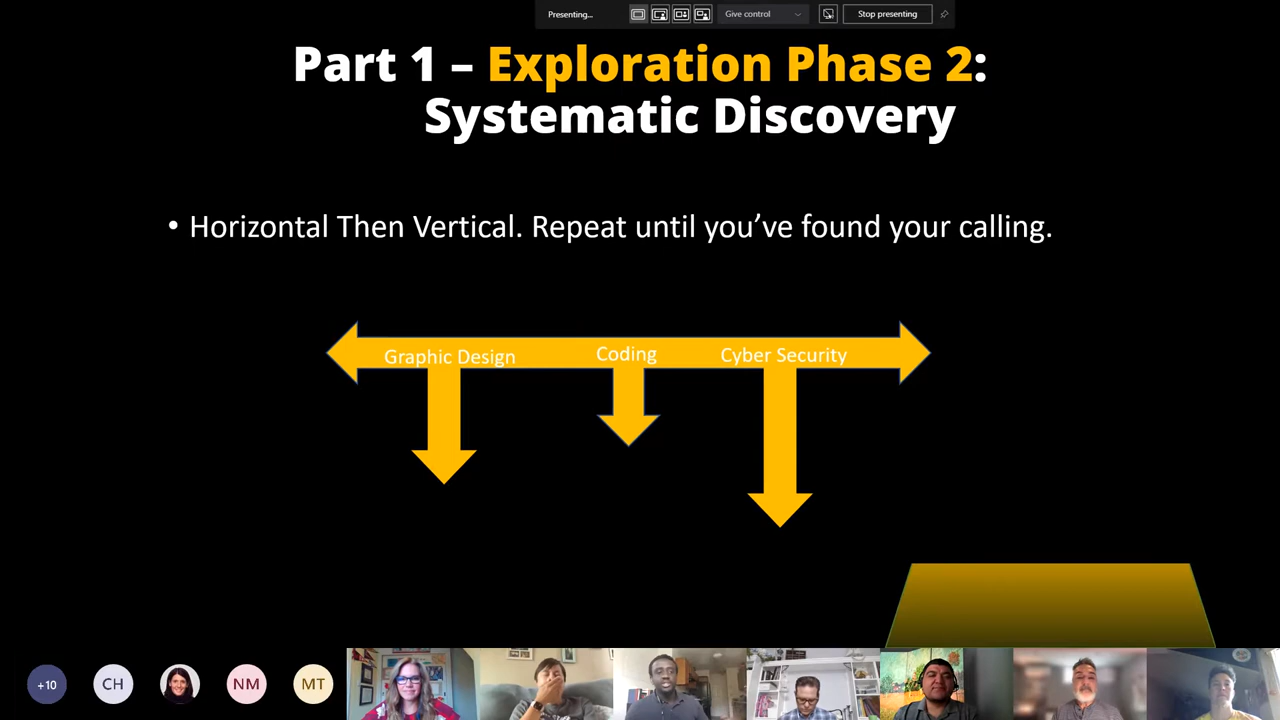 Presenting...
Give control
Stop presenting
Part 1 – Exploration Phase 2:
Systematic Discovery
• Horizontal Then Vertical. Repeat until you’ve found your calling.
Graphic Design
Coding
Cyber Security
+10
CH
NM
MT